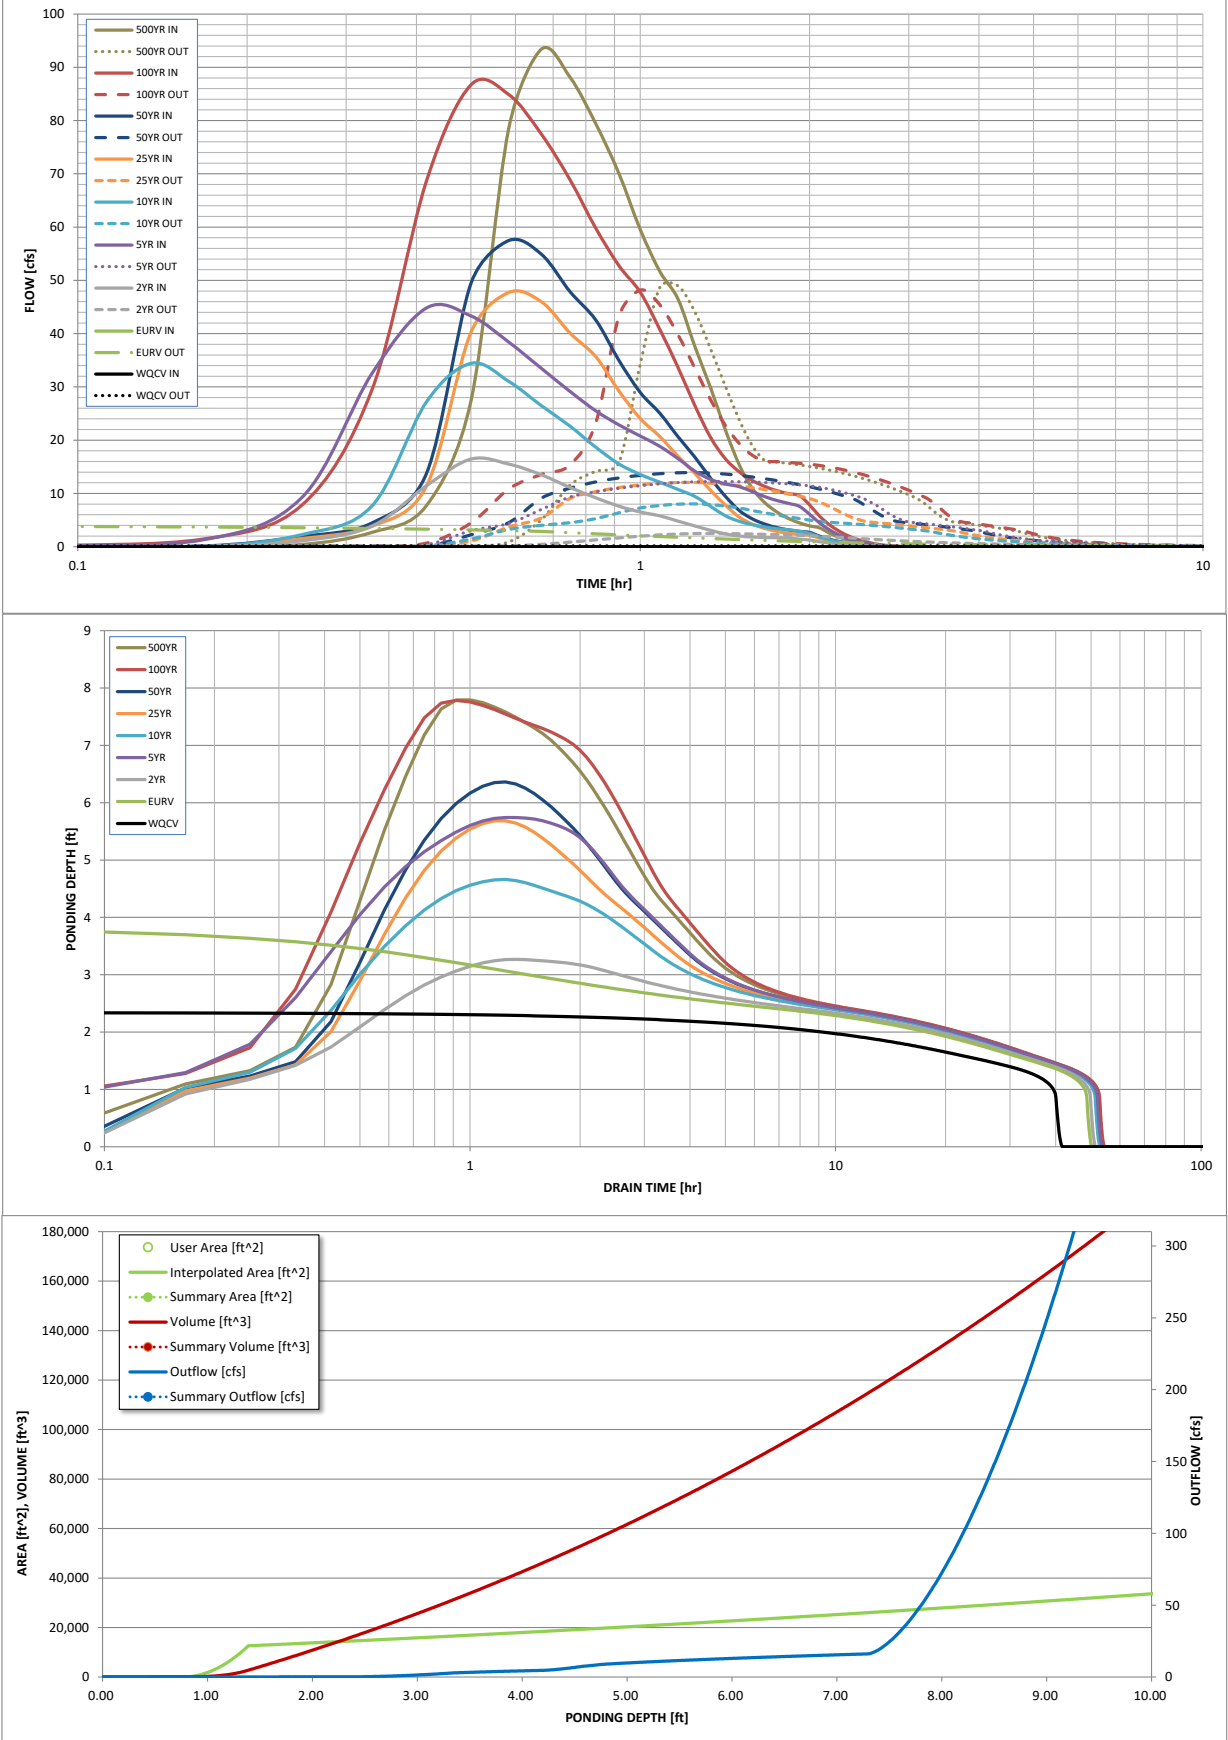 100
90
80
70
60
50
40
30
20
10
0
FLOW [cfs]
500YR IN
500YR OUT
100YR IN
100YR OUT
50YR IN
50YR OUT
25YR IN
25YR OUT
10YR IN
10YR OUT
5YR IN
5YR OUT
2YR IN
2YR OUT
EURV IN
EURV OUT
WQCV IN
WQCV OUT
0.1 1 10
TIME [hr]
9
8
7
6
5
4
3
2
1
0
PONDING DEPTH [ft]
500YR
100YR
50YR
25YR
10YR
5YR
2YR
EURV
WQCV
0.1 1 10 100
DRAIN TIME [hr]
180,000
160,000
140,000
120,000
100,000
80,000
60,000
40,000
20,000
0
AREA [ft^2], VOLUME [ft^3]
User Area [ft^2]
Interpolated Area [ft^2]
Summary Area [ft^2]
Volume [ft^3]
Summary Volume [ft^3]
Outflow [cfs]
Summary Outflow [cfs]
300
250
200
150
100
50
0
OUTFLOW [cfs]
0.00 1.00 2.00 3.00 4.00 5.00 6.00 7.00 8.00 9.00 10.00
PONDING DEPTH [ft]